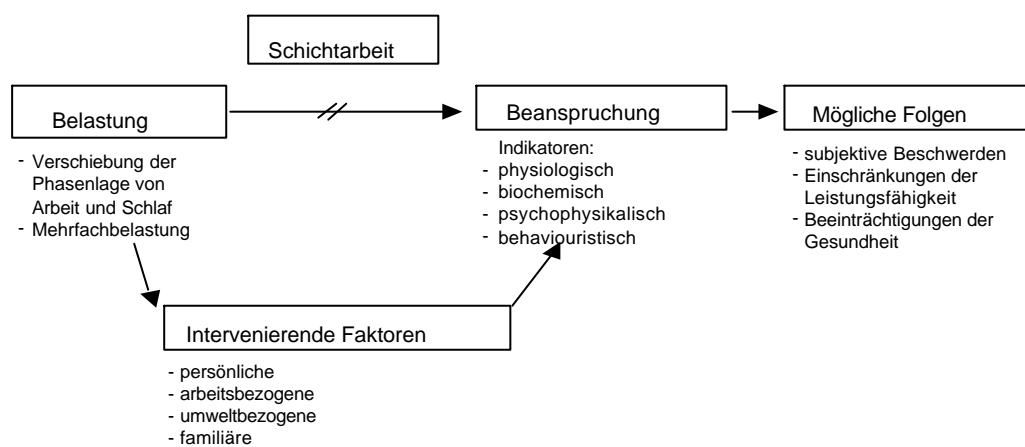 Schichtarbeit
Belastung
- Verschiebung der
Phasenlage von
Arbeit und Schlaf
- Mehrfachbelastung
Beanspruchung
Indikatoren:
- physiologisch
- biochemisch
- psychophysikalisch
- behaviouristisch
Mögliche Folgen
- subjektive Beschwerden
- Einschränkungen der
Leistungsfähigkeit
- Beeinträchtigungen der
Gesundheit
Intervenierende Faktoren
- persönliche
- arbeitsbezogene
- umweltbezogene
- familiäre